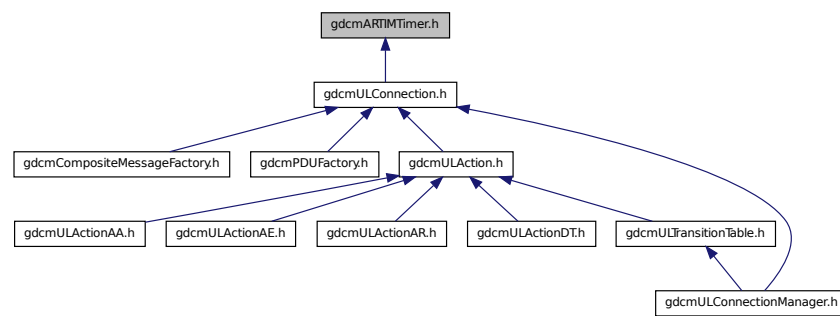 gdcmARTIMTimer.h
gdcmULConnection.h
gdcmCompositeMessageFactory.h
gdcmPDUFactory.h
gdcmULAction.h
gdcmULActionAA.h
gdcmULActionAE.h
gdcmULActionAR.h
gdcmULActionDT.h
gdcmULTransitionTable.h
gdcmULConnectionManager.h